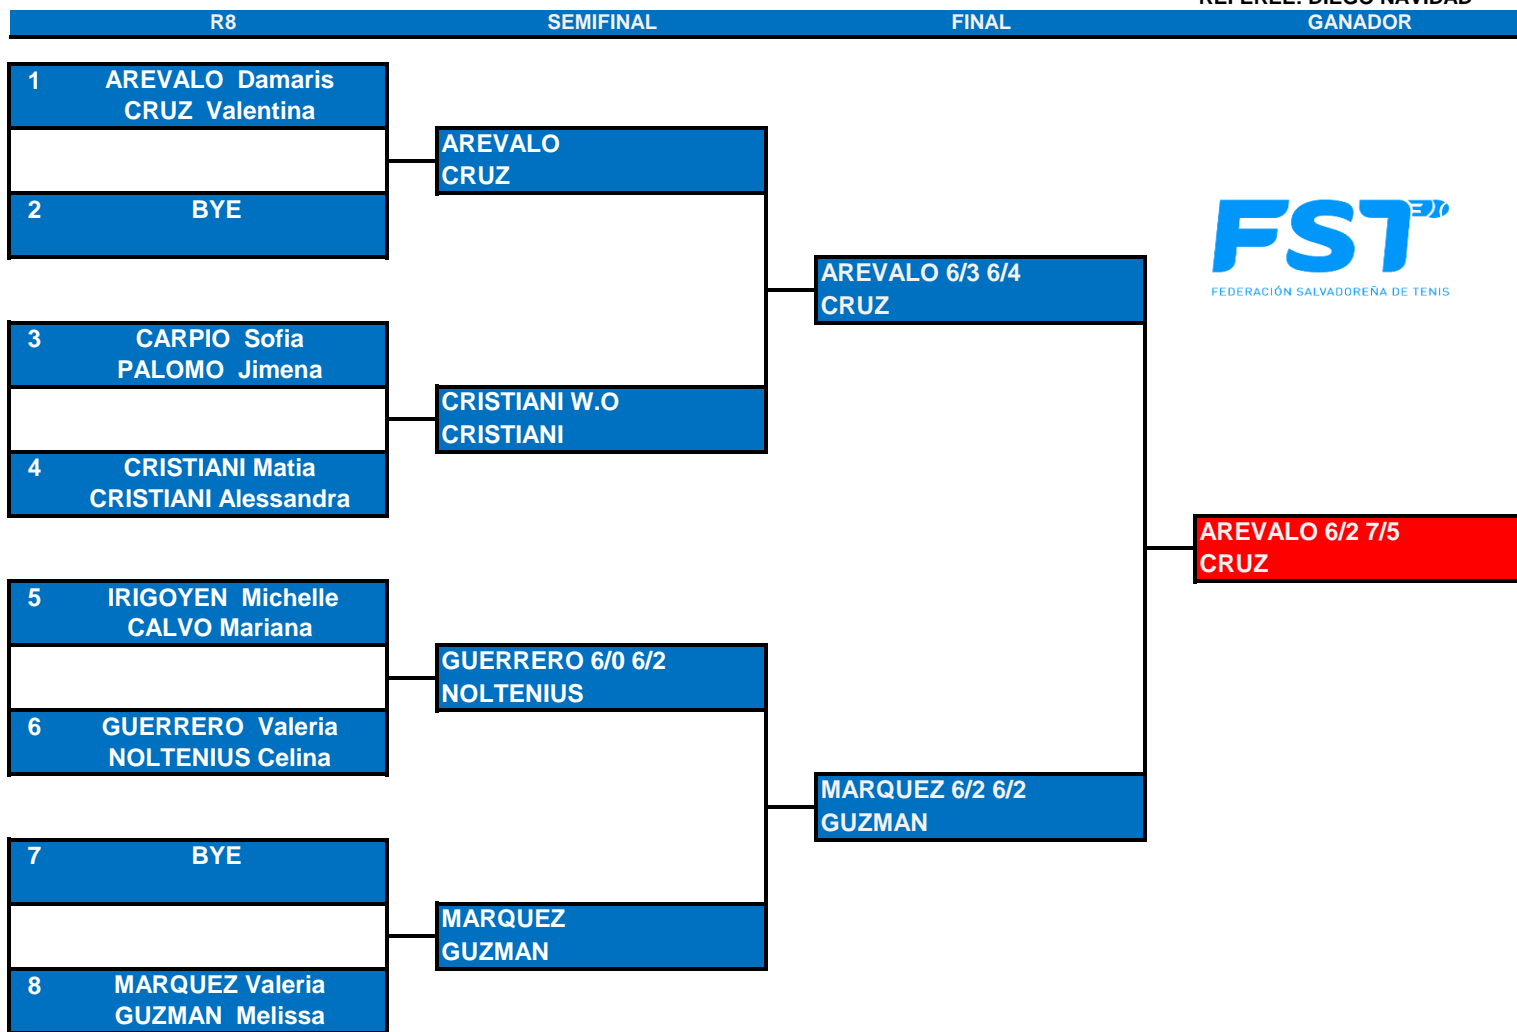 REFEREE: DIEGO NAVIDAD
R8 SEMIFINAL FINAL GANADOR
1 AREVALO Damaris
CRUZ Valentina
AREVALO
CRUZ
2 BYE
FST
FEDERACIÓN SALVADOREÑA DE TENIS
AREVALO 6/3 6/4
CRUZ
3 CARPIO Sofia
PALOMO Jimena
CRISTIANI W.O
CRISTIANI
4 CRISTIANI Matia
CRISTIANI Alessandra
AREVALO 6/2 7/5
CRUZ
5 IRIGOYEN Michelle
CALVO Mariana
GUERRERO 6/0 6/2
NOLTENIUS
6 GUERRERO Valeria
NOLTENIUS Celina
MARQUEZ 6/2 6/2
GUZMAN
7 BYE
MARQUEZ
GUZMAN
8 MARQUEZ Valeria
GUZMAN Melissa